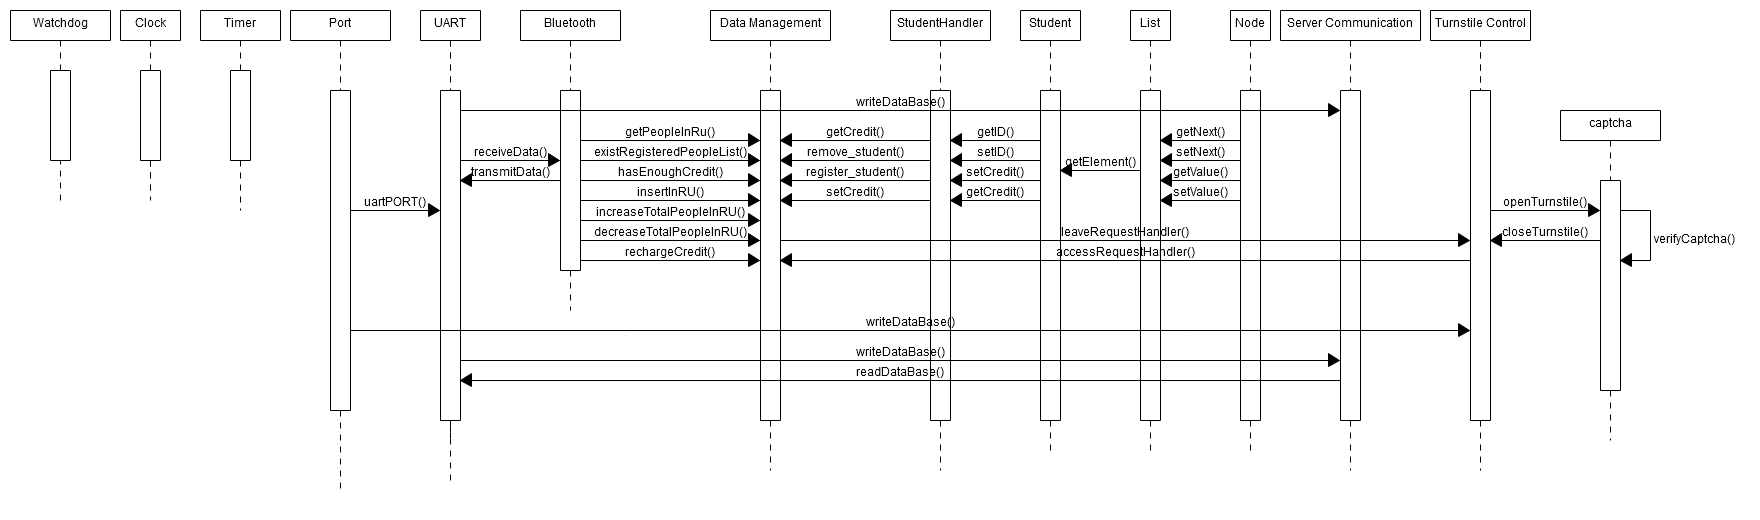 Watchdog
Clock
Timer
Port
UART
Bluetooth
Data Management
StudentHandler
Student
List
Node
Server Communication
Turnstile Control
writeDataBase()
captcha
getPeopleInRu()
getCredit()
getID()
getNext()
receiveData()
existRegisteredPeopleList()
remove_student()
setID()
getElement()
setNext()
transmitData()
hasEnoughCredit()
register_student()
setCredit()
getValue()
insertInRU()
setCredit()
getCredit()
setValue()
uartPORT()
increaseTotalPeopleInRU()
openTurnstile()
decreaseTotalPeopleInRU()
leaveRequestHandler()
closeTurnstile()
verifyCaptcha()
rechargeCredit()
accessRequestHandler()
writeDataBase()
writeDataBase()
readDataBase()